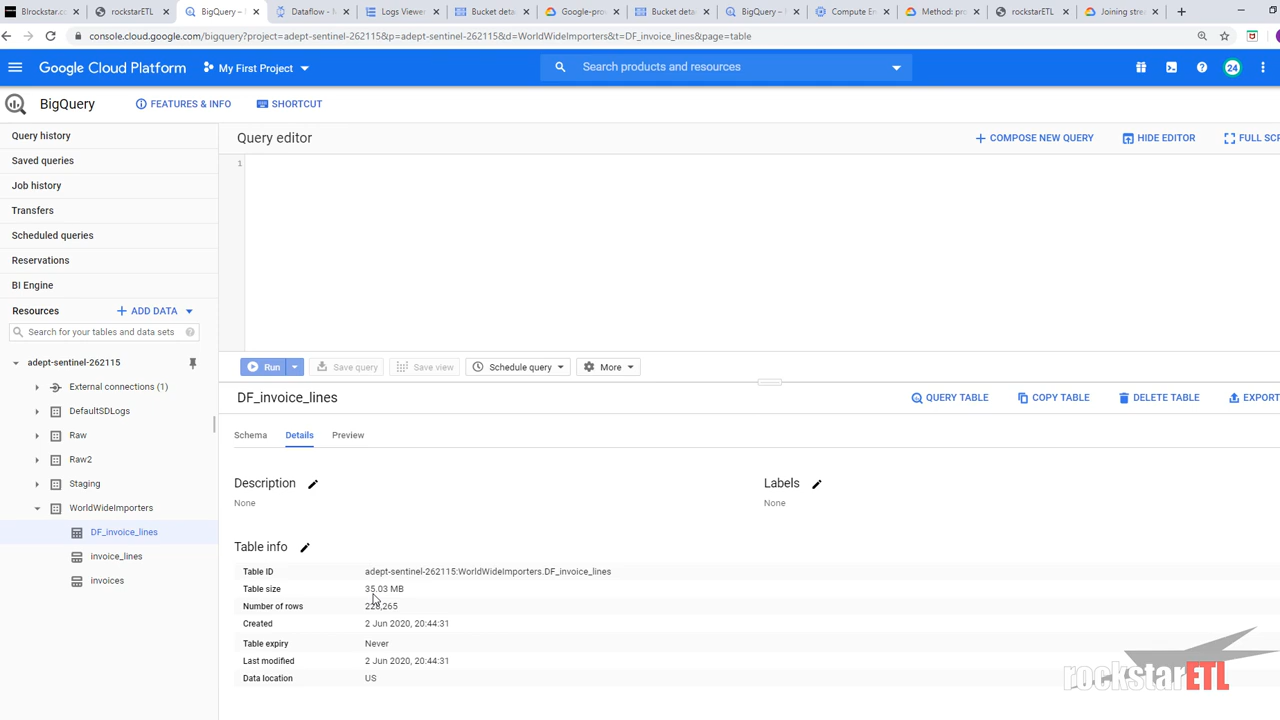 BIrockstar.c
rockstarETL
BigQuery –
Dataflow -
Logs Viewer
Bucket deta
Google-pro
Bucket deta
BigQuery –
Compute En
Method: pr
rockstarETL
Joining stre
console.cloud.google.com/bigquery?project=adept-sentinel-262115&p=adept-sentinel-262115&d=WorldWideImporters&t=DF_invoice_lines&page=table
Google Cloud Platform
My First Project
Search products and resources
24
BigQuery
FEATURES & INFO
SHORTCUT
Query history
Saved queries
Job history
Transfers
Scheduled queries
Reservations
BI Engine
Resources
+ ADD DATA
Search for your tables and data sets
adept-sentinel-262115
External connections (1)
DefaultSDLogs
Raw
Raw2
Staging
WorldWideImporters
DF_invoice_lines
invoice_lines
invoices
Query editor
+ COMPOSE NEW QUERY
HIDE EDITOR
FULL SCR
1
Run
Save query
Save view
Schedule query
More
DF_invoice_lines
QUERY TABLE
COPY TABLE
DELETE TABLE
EXPORT
Schema
Details
Preview
Description
None
Labels
None
Table info
Table ID adept-sentinel-262115:WorldWideImporters.DF_invoice_lines
Table size 35.03 MB
Number of rows 228,265
Created 2 Jun 2020, 20:44:31
Table expiry Never
Last modified 2 Jun 2020, 20:44:31
Data location US
rockstarETL